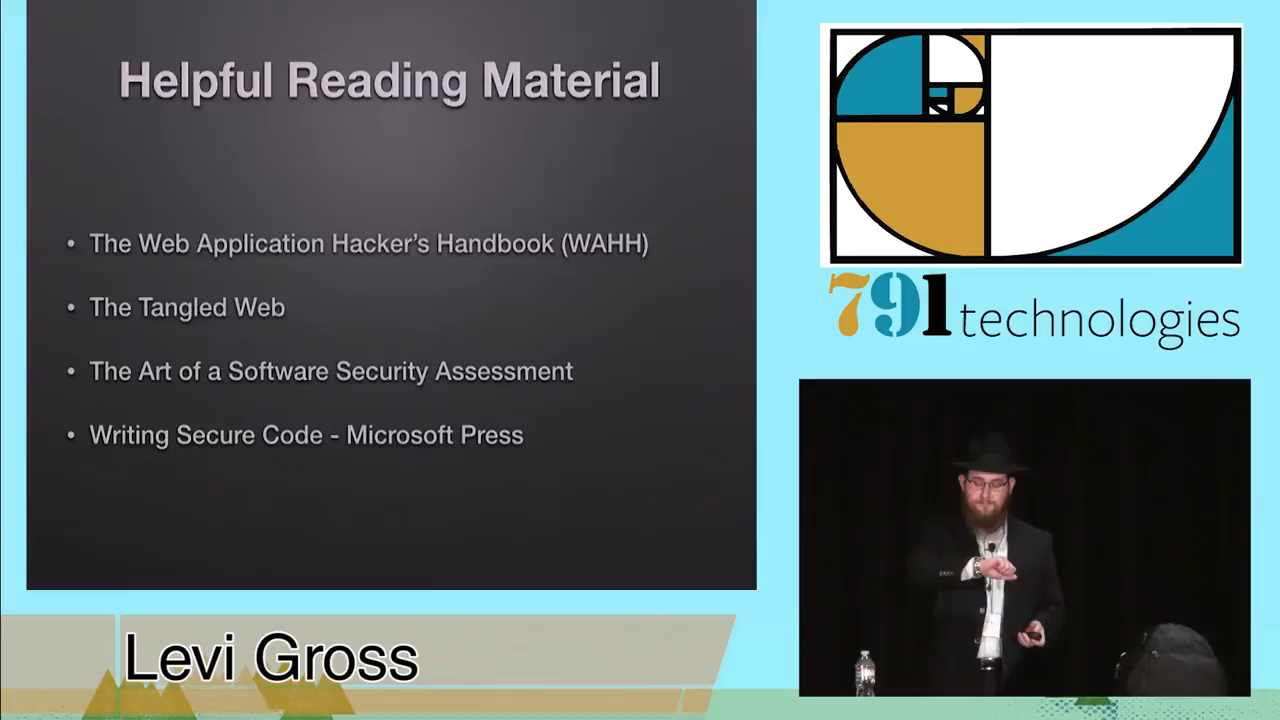 Helpful Reading Material
• The Web Application Hacker’s Handbook (WAHH)
• The Tangled Web
• The Art of a Software Security Assessment
• Writing Secure Code - Microsoft Press
791 technologies
Levi Gross